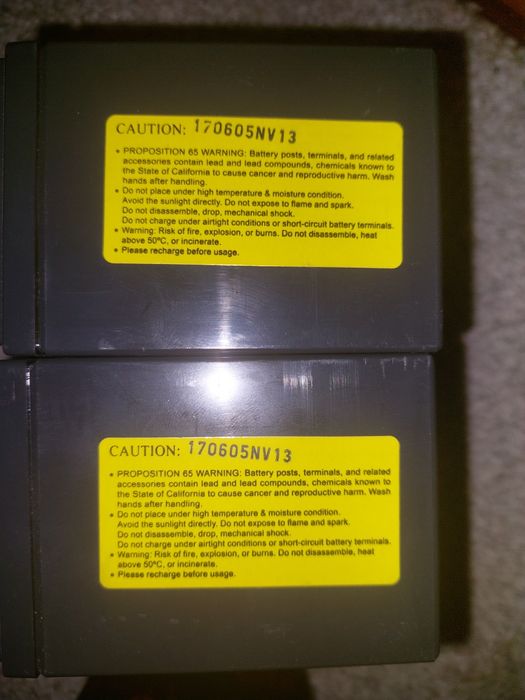 CAUTION: 170605NV13
• PROPOSITION 65 WARNING: Battery posts, terminals, and related
accessories contain lead and lead compounds, chemicals known to
the State of California to cause cancer and reproductive harm. Wash
hands after handling.
• Do not place under high temperature & moisture condition.
Avoid the sunlight directly. Do not expose to flame and spark.
Do not disassemble, drop, mechanical shock.
Do not charge under airtight conditions or short-circuit battery terminals.
• Warning: Risk of fire, explosion, or burns. Do not disassemble, heat
above 50ºC, or incinerate.
• Please recharge before usage.
CAUTION: 170605NV13
• PROPOSITION 65 WARNING: Battery posts, terminals, and related
accessories contain lead and lead compounds, chemicals known to
the State of California to cause cancer and reproductive harm. Wash
hands after handling.
• Do not place under high temperature & moisture condition.
Avoid the sunlight directly. Do not expose to flame and spark.
Do not disassemble, drop, mechanical shock.
Do not charge under airtight conditions or short-circuit battery terminals.
• Warning: Risk of fire, explosion, or burns. Do not disassemble, heat
above 50ºC, or incinerate.
• Please recharge before usage.